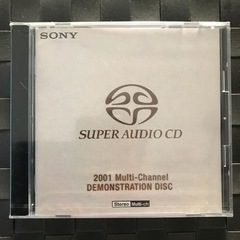 SONY
SUPER AUDIO CD
2001 Multi-Channel
DEMONSTRATION DISC
Stereo Multi-ch